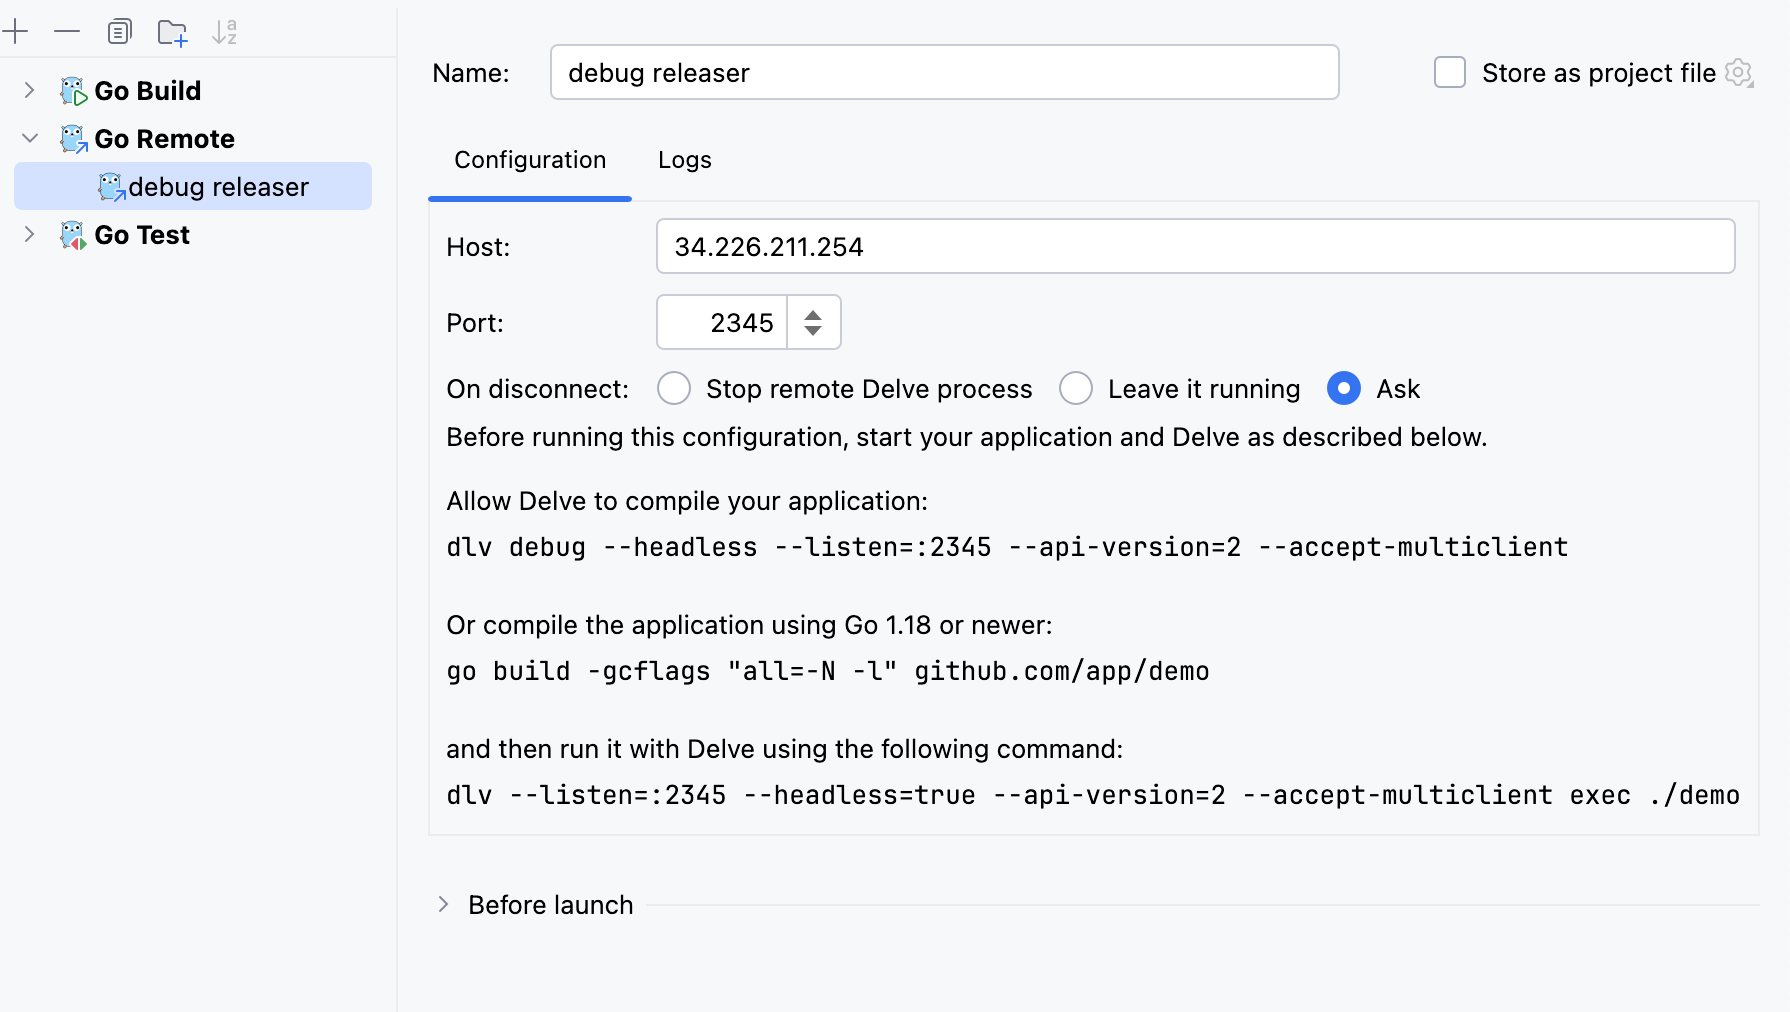 Go Build
Go Remote
debug releaser
Go Test
Name: debug releaser Store as project file
Configuration Logs
Host: 34.226.211.254
Port: 2345
On disconnect: Stop remote Delve process Leave it running Ask
Before running this configuration, start your application and Delve as described below.
Allow Delve to compile your application:
dlv debug --headless --listen=:2345 --api-version=2 --accept-multiclient
Or compile the application using Go 1.18 or newer:
go build -gcflags "all=-N -l" github.com/app/demo
and then run it with Delve using the following command:
dlv --listen=:2345 --headless=true --api-version=2 --accept-multiclient exec ./demo
Before launch